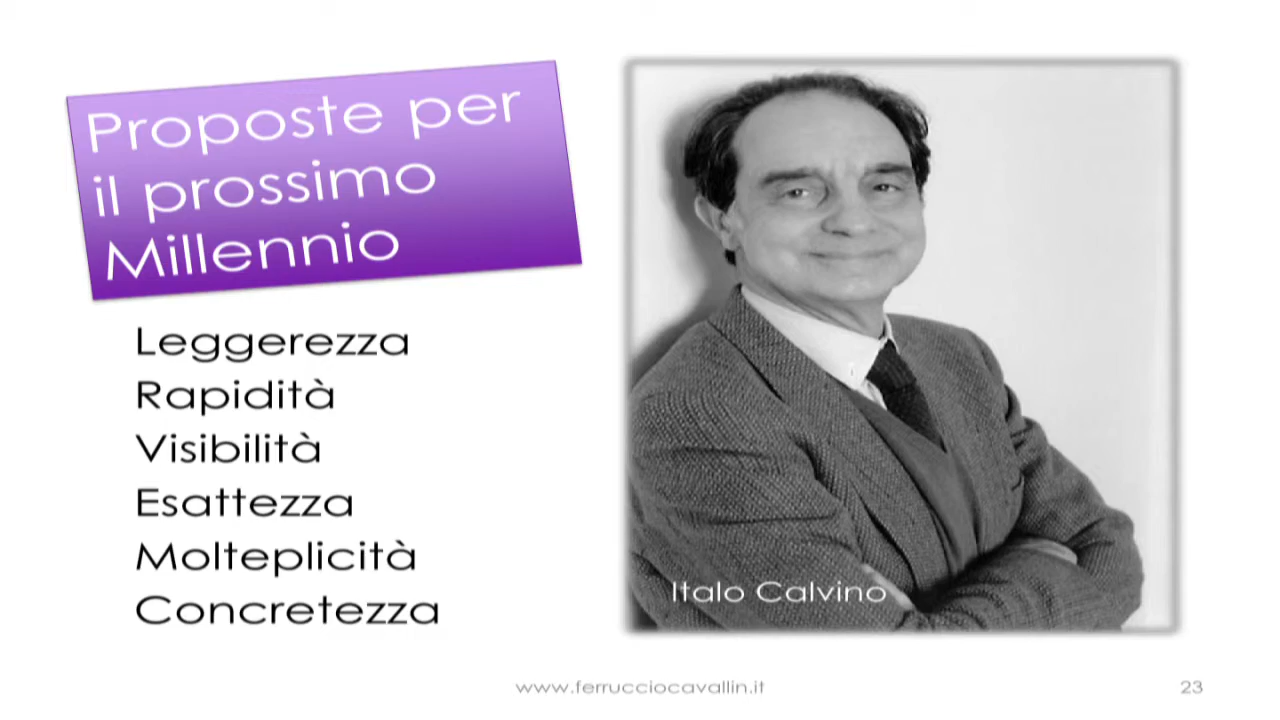 Proposte per
il prossimo
Millennio
Leggerezza
Rapidità
Visibilità
Esattezza
Molteplicità
Concretezza
Italo Calvino
www.ferrucciocavallin.it
23